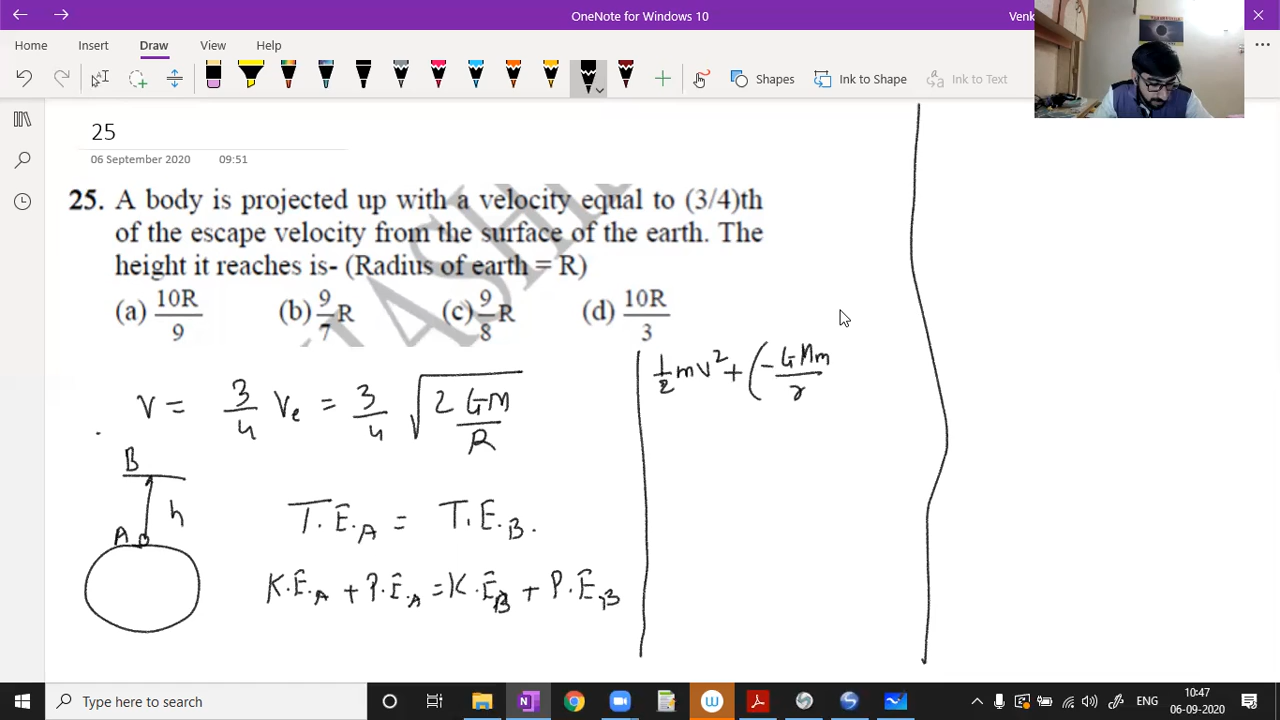 OneNote for Windows 10
Venk
Home Insert Draw View Help
Shapes Ink to Shape Ink to Text
25
06 September 2020 09:51
25. A body is projected up with a velocity equal to (3/4)th
of the escape velocity from the surface of the earth. The
height it reaches is- (Radius of earth = R)
(a) 10R/9 (b) 9/7 R (c) 9/8 R (d) 10R/3
v = 3/4 Ve = 3/4 √(2GM/R)
1/2 mv² + (-GMm/r
B
h
A
T.E.A = T.E.B.
K.E.A + P.E.A = K.E.B + P.E.B
Type here to search
ENG
10:47
06-09-2020